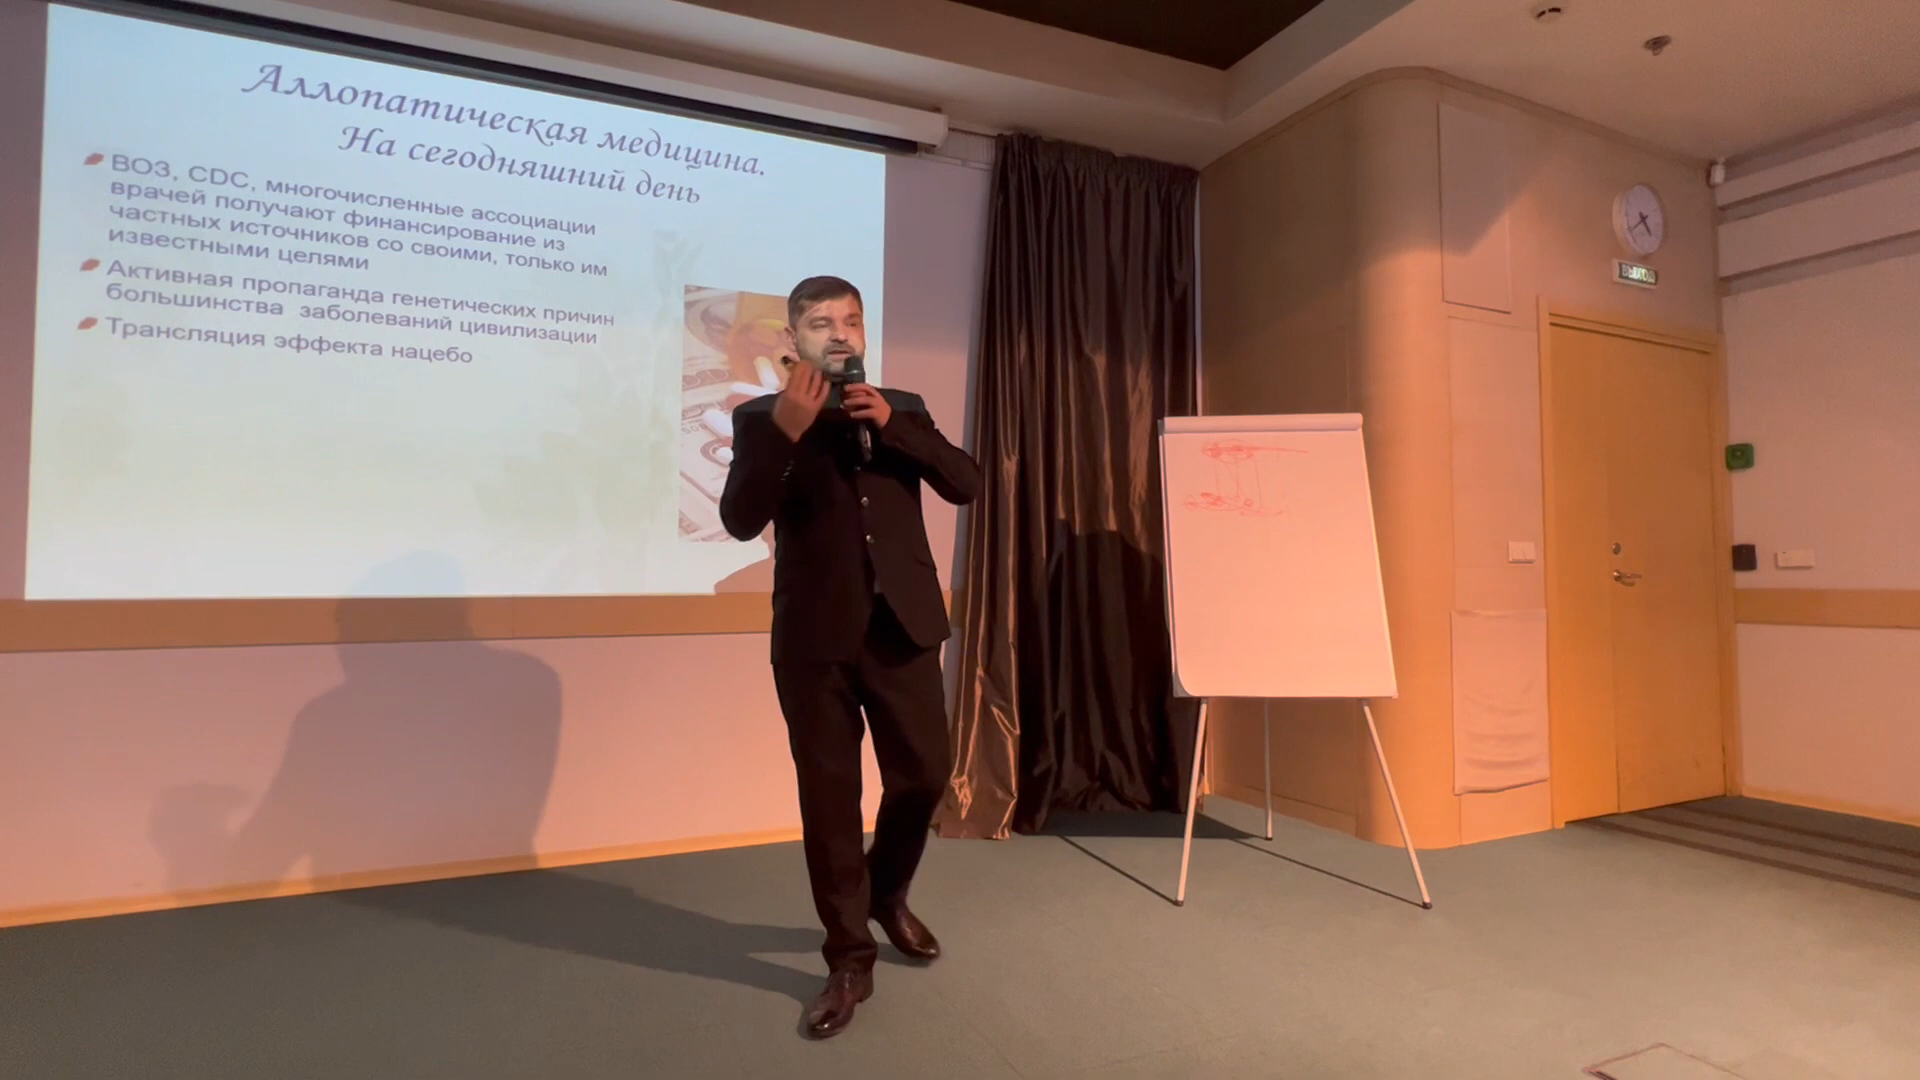 Аллопатическая медицина.
На сегодняшний день
ВОЗ, CDC, многочисленные ассоциации
врачей получают финансирование из
частных источников со своими, только им
известными целями
Активная пропаганда генетических причин
большинства заболеваний цивилизации
Трансляция эффекта нацебо
ВЫХОД